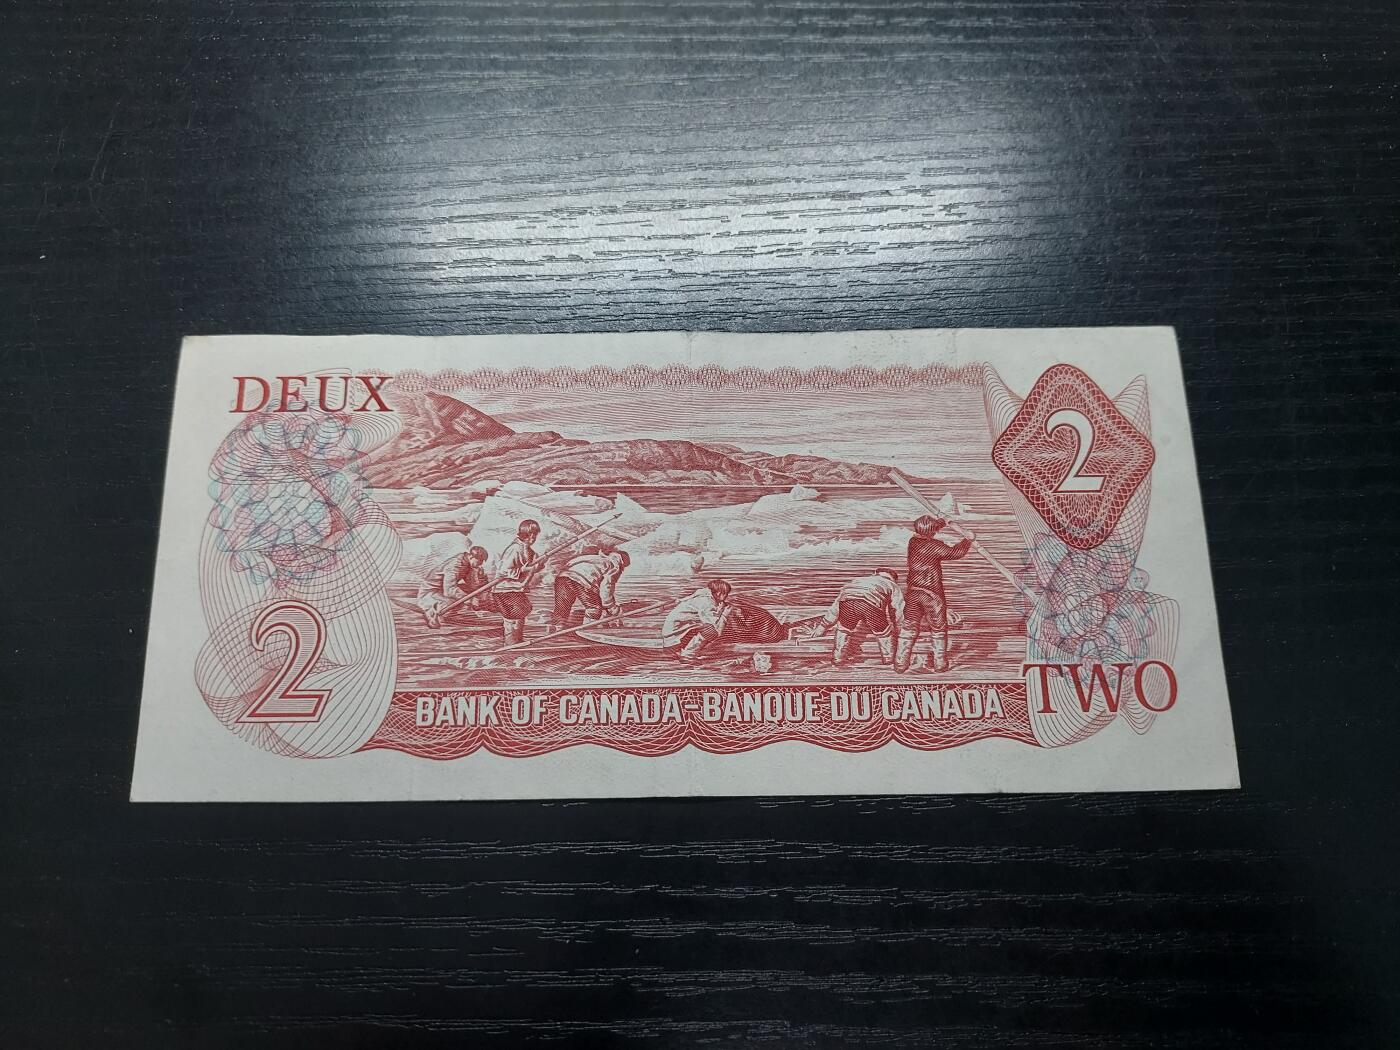 DEUX
2
2
BANK OF CANADA-BANQUE DU CANADA
TWO